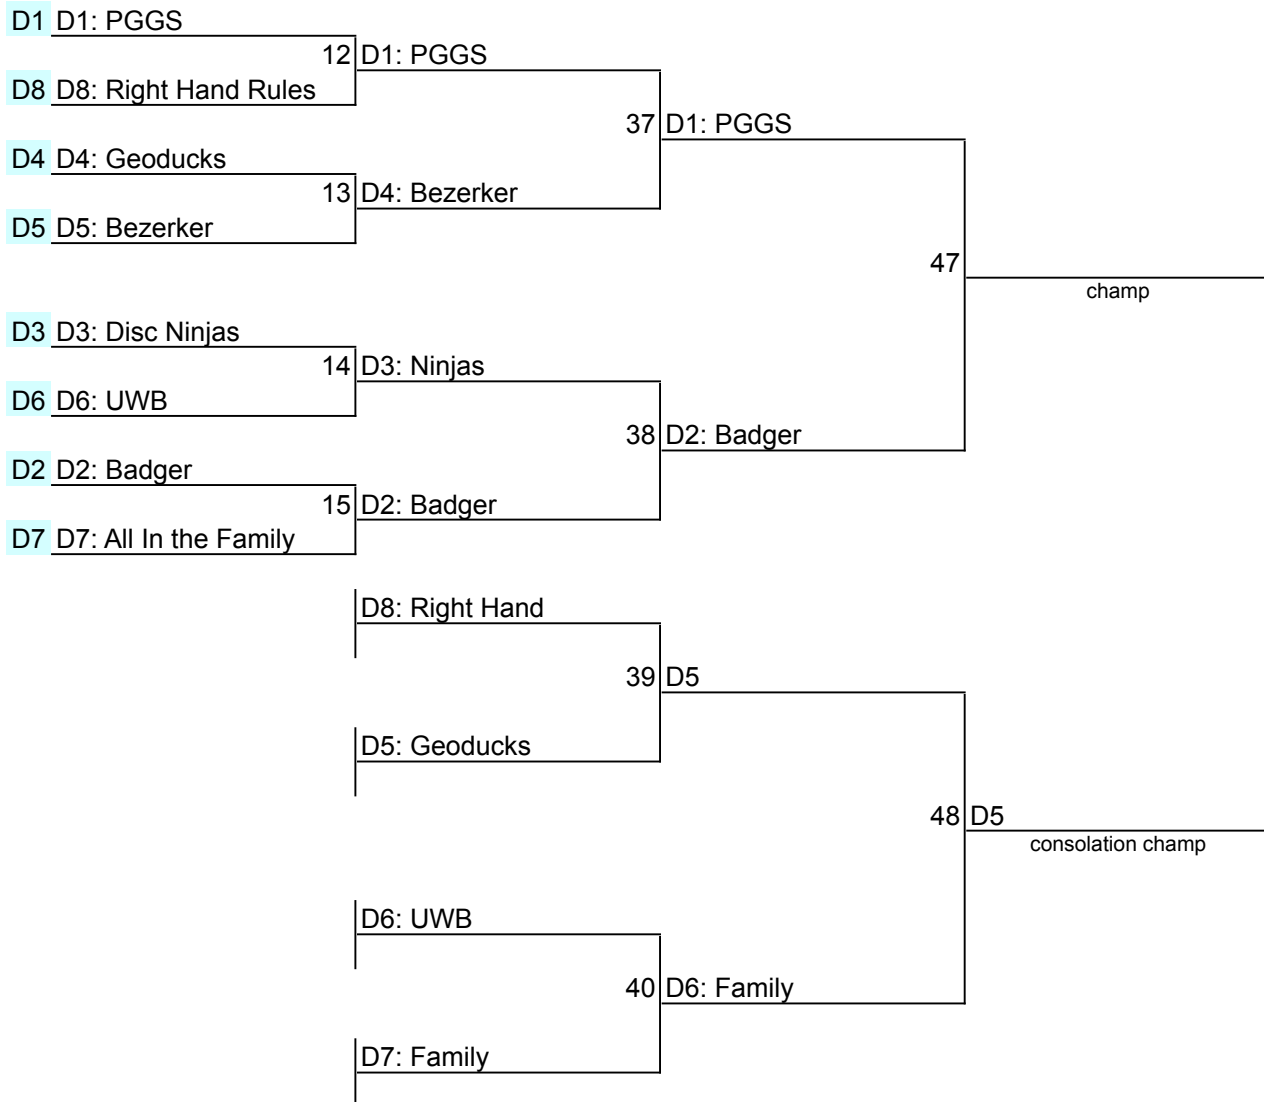 D1 D1: PGGS
12 D1: PGGS
D8 D8: Right Hand Rules
37 D1: PGGS
D4 D4: Geoducks
13 D4: Bezerker
D5 D5: Bezerker
47
champ
D3 D3: Disc Ninjas
14 D3: Ninjas
D6 D6: UWB
38 D2: Badger
D2 D2: Badger
15 D2: Badger
D7 D7: All In the Family
D8: Right Hand
39 D5
D5: Geoducks
48 D5
consolation champ
D6: UWB
40 D6: Family
D7: Family